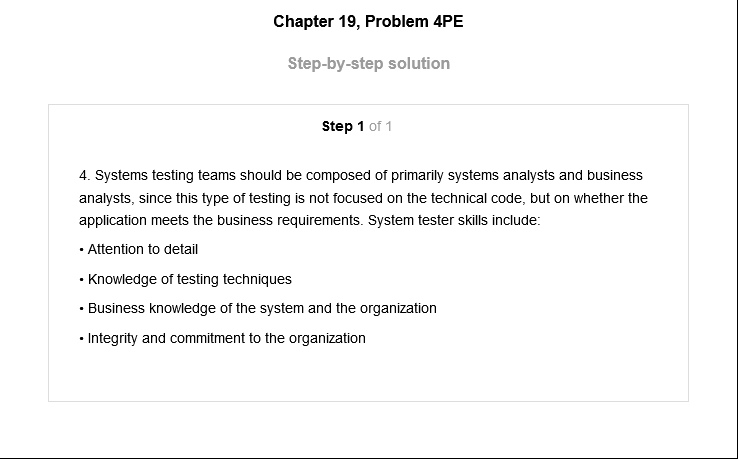 Chapter 19, Problem 4PE
Step-by-step solution
Step 1 of 1
4. Systems testing teams should be composed of primarily systems analysts and business
analysts, since this type of testing is not focused on the technical code, but on whether the
application meets the business requirements. System tester skills include:
• Attention to detail
• Knowledge of testing techniques
• Business knowledge of the system and the organization
• Integrity and commitment to the organization